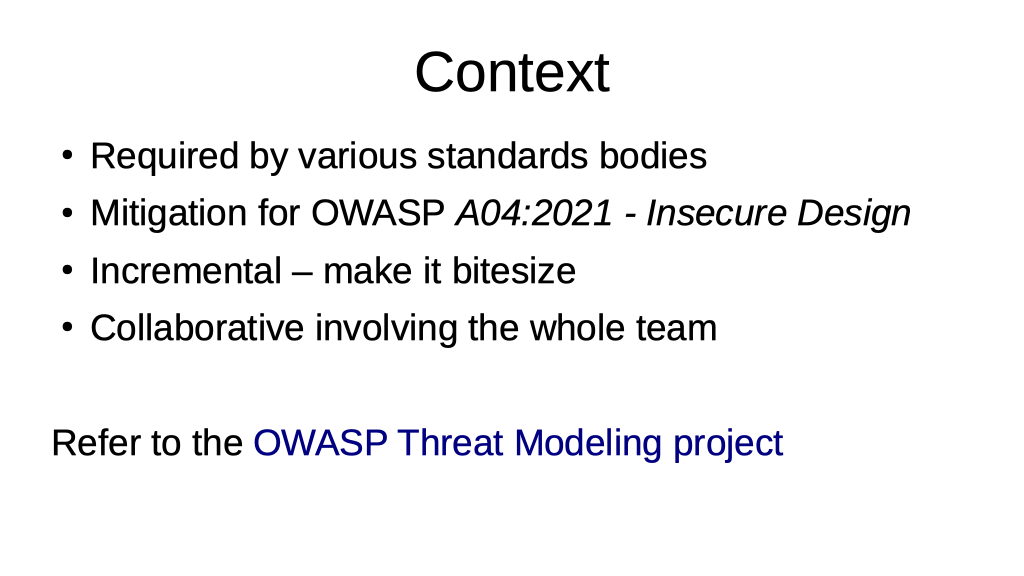 Context
• Required by various standards bodies
• Mitigation for OWASP A04:2021 - Insecure Design
• Incremental – make it bitesize
• Collaborative involving the whole team
Refer to the OWASP Threat Modeling project